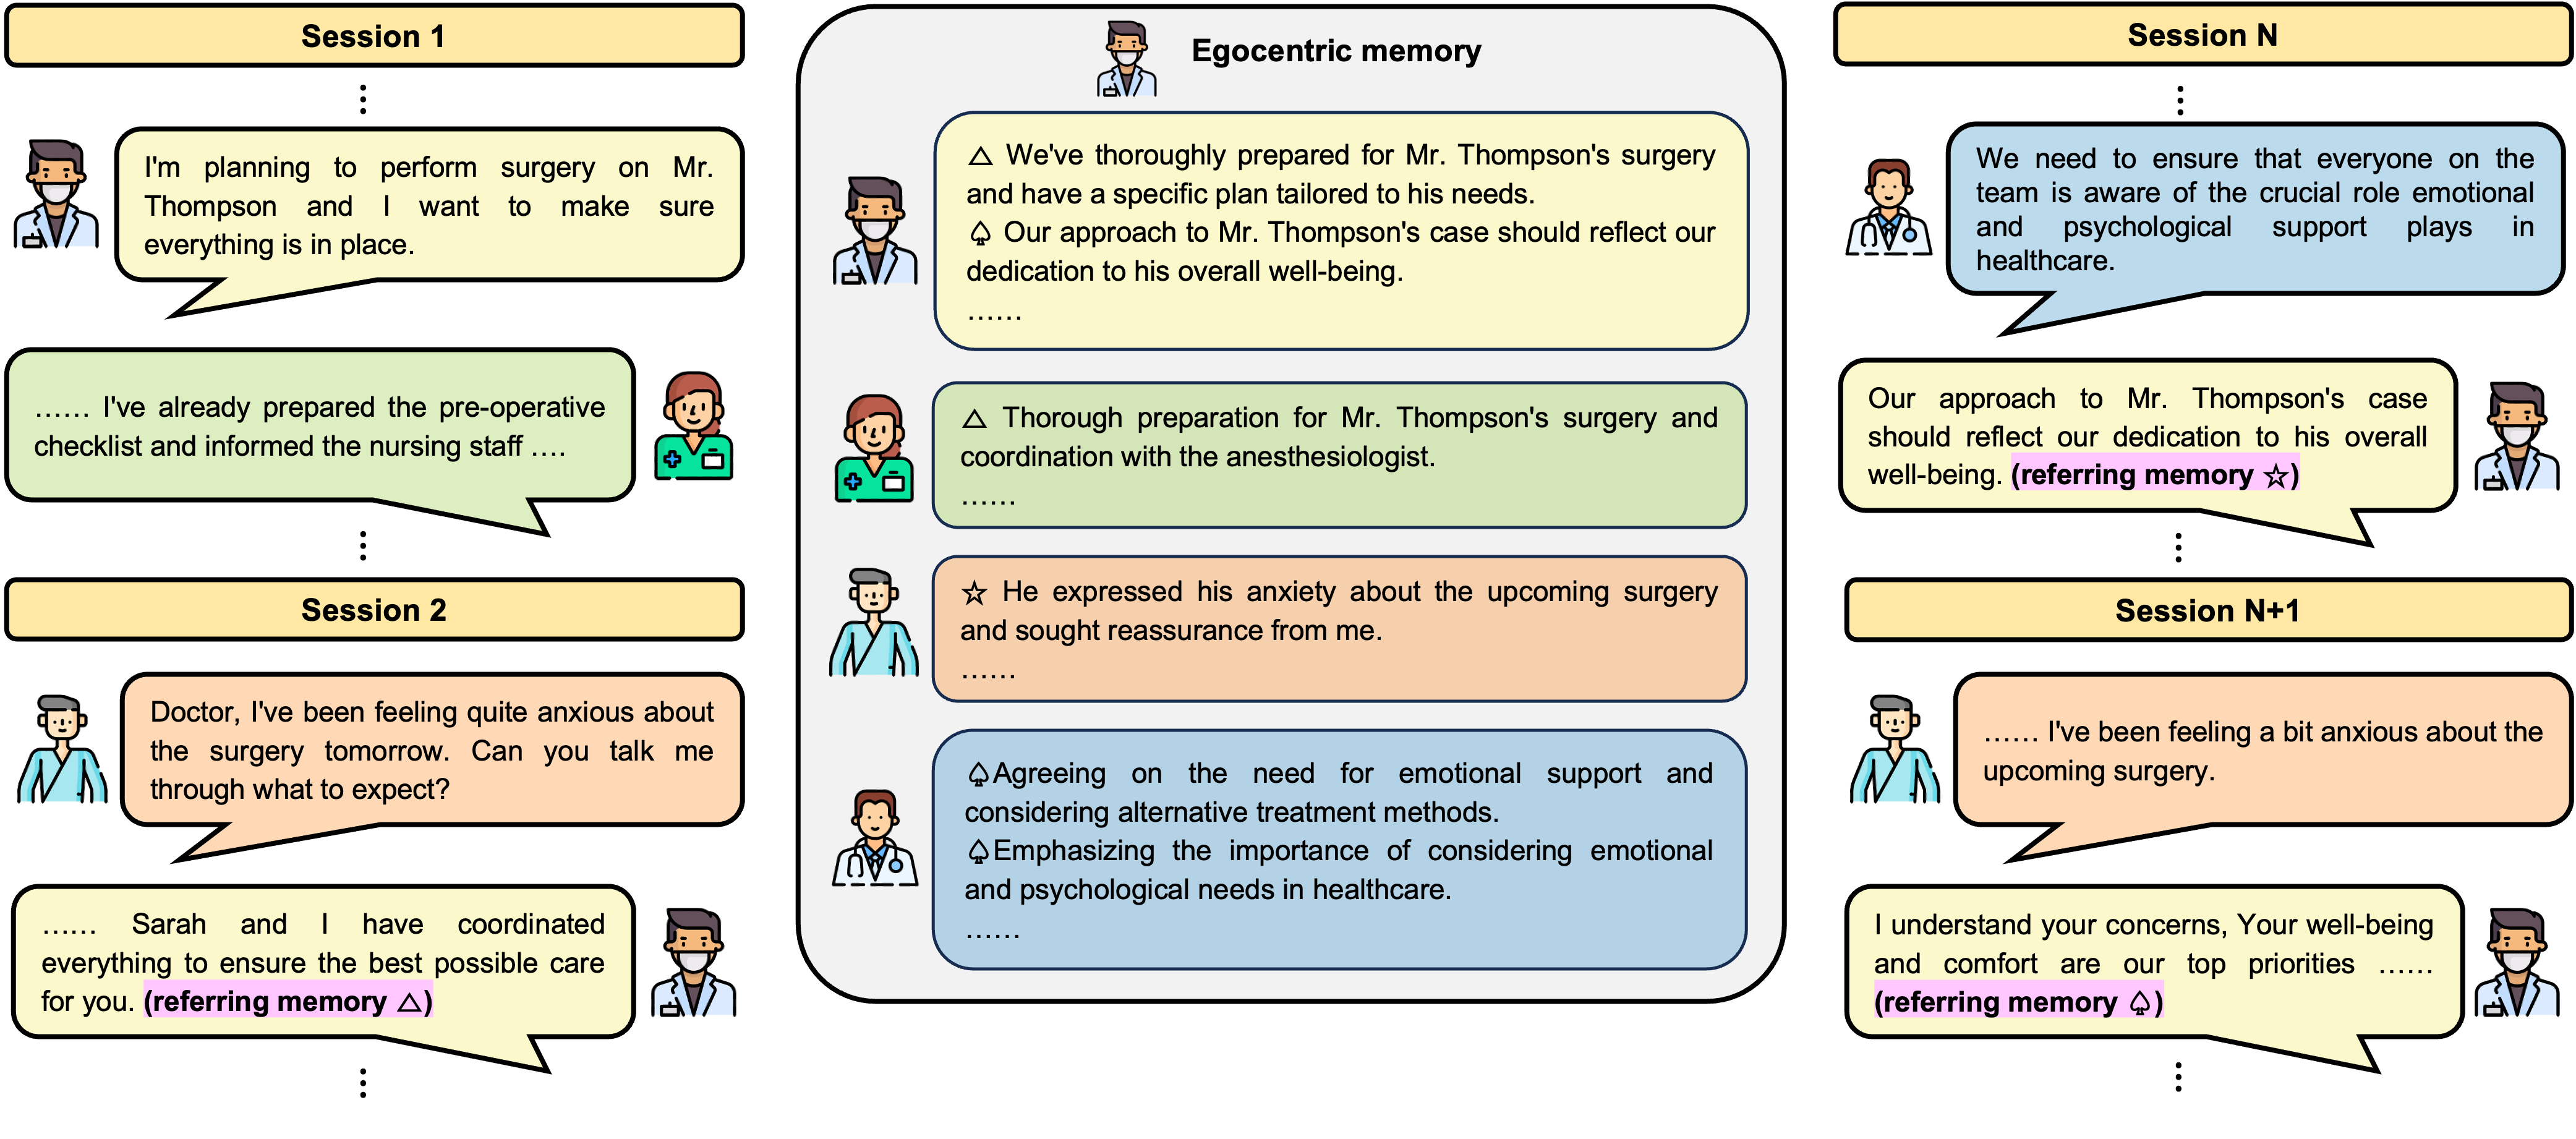 Session 1
I'm planning to perform surgery on Mr.
Thompson and I want to make sure
everything is in place.
...... I've already prepared the pre-operative
checklist and informed the nursing staff ....
Session 2
Doctor, I've been feeling quite anxious about
the surgery tomorrow. Can you talk me
through what to expect?
...... Sarah and I have coordinated
everything to ensure the best possible care
for you. (referring memory △)
Egocentric memory
△ We've thoroughly prepared for Mr. Thompson's surgery
and have a specific plan tailored to his needs.
♤ Our approach to Mr. Thompson's case should reflect our
dedication to his overall well-being.
......
△ Thorough preparation for Mr. Thompson's surgery and
coordination with the anesthesiologist.
......
☆ He expressed his anxiety about the upcoming surgery
and sought reassurance from me.
......
♤Agreeing on the need for emotional support and
considering alternative treatment methods.
♤Emphasizing the importance of considering emotional
and psychological needs in healthcare.
......
Session N
We need to ensure that everyone on the
team is aware of the crucial role emotional
and psychological support plays in
healthcare.
Our approach to Mr. Thompson's case
should reflect our dedication to his overall
well-being. (referring memory ☆)
Session N+1
...... I've been feeling a bit anxious about the
upcoming surgery.
I understand your concerns, Your well-being
and comfort are our top priorities ......
(referring memory ♤)